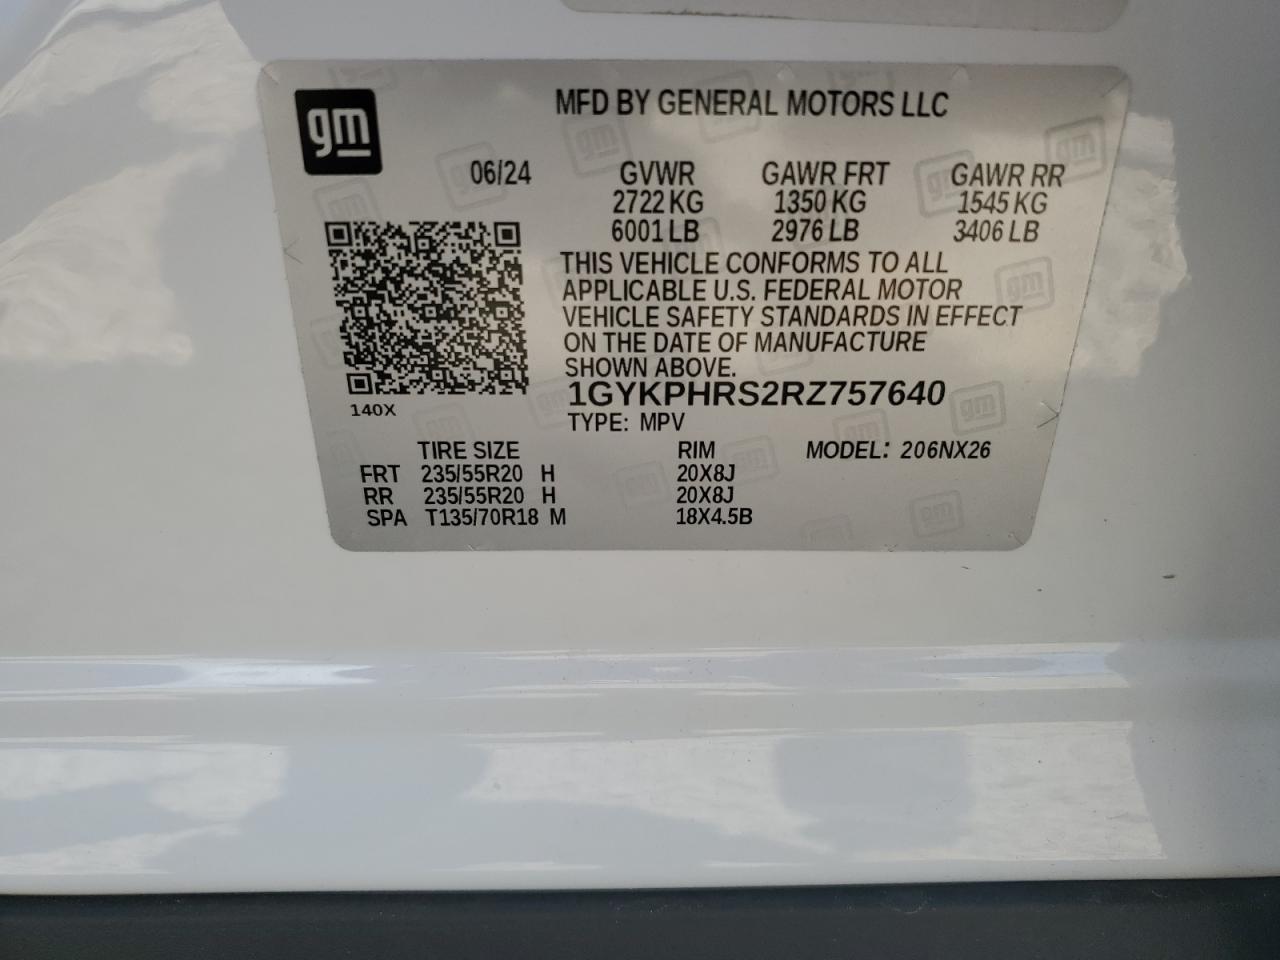 gm
MFD BY GENERAL MOTORS LLC
06/24 GVWR GAWR FRT GAWR RR
2722 KG 1350 KG 1545 KG
6001 LB 2976 LB 3406 LB
THIS VEHICLE CONFORMS TO ALL
APPLICABLE U.S. FEDERAL MOTOR
VEHICLE SAFETY STANDARDS IN EFFECT
ON THE DATE OF MANUFACTURE
SHOWN ABOVE.
1GYKPHRS2RZ757640
140X
TYPE: MPV
TIRE SIZE RIM MODEL: 206NX26
FRT 235/55R20 H 20X8J
RR 235/55R20 H 20X8J
SPA T135/70R18 M 18X4.5B